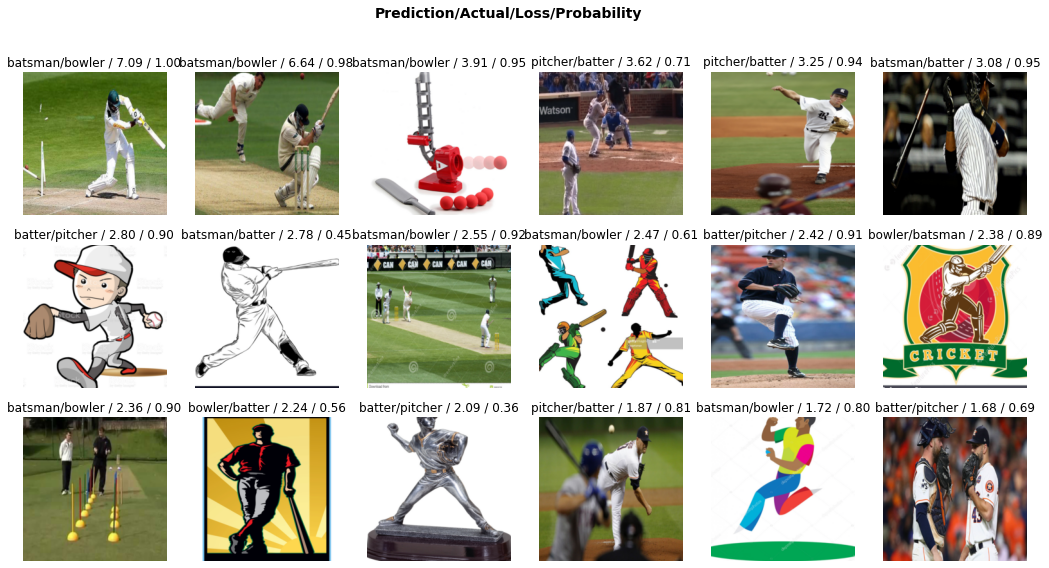 Prediction/Actual/Loss/Probability
batsman/bowler / 7.09 / 1.00
batsman/bowler / 6.64 / 0.98
batsman/bowler / 3.91 / 0.95
pitcher/batter / 3.62 / 0.71
pitcher/batter / 3.25 / 0.94
batsman/batter / 3.08 / 0.95
Watson
batter/pitcher / 2.80 / 0.90
batsman/batter / 2.78 / 0.45
batsman/bowler / 2.55 / 0.92
batsman/bowler / 2.47 / 0.61
batter/pitcher / 2.42 / 0.91
bowler/batsman / 2.38 / 0.89
CAN
CAN
CAN
CRICKET
batsman/bowler / 2.36 / 0.90
bowler/batter / 2.24 / 0.56
batter/pitcher / 2.09 / 0.36
pitcher/batter / 1.87 / 0.81
batsman/bowler / 1.72 / 0.80
batter/pitcher / 1.68 / 0.69